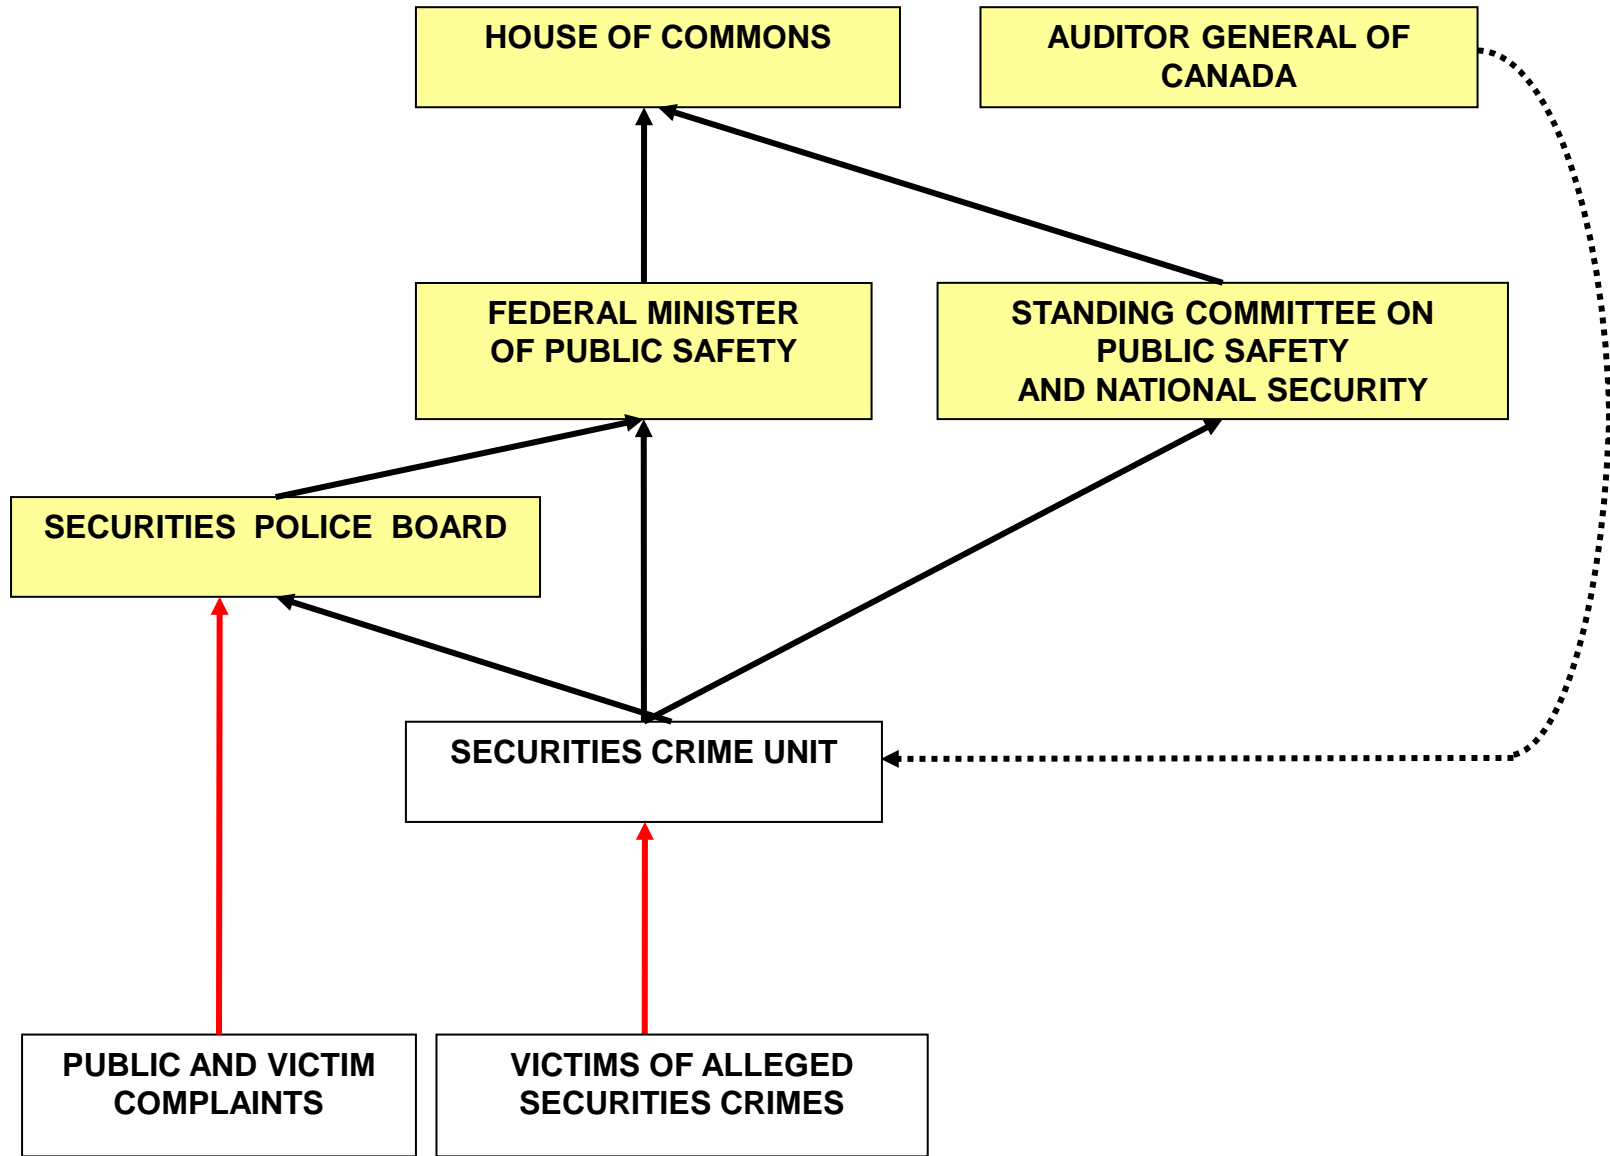 HOUSE OF COMMONS
AUDITOR GENERAL OF
CANADA
FEDERAL MINISTER
OF PUBLIC SAFETY
STANDING COMMITTEE ON
PUBLIC SAFETY
AND NATIONAL SECURITY
SECURITIES POLICE BOARD
SECURITIES CRIME UNIT
PUBLIC AND VICTIM
COMPLAINTS
VICTIMS OF ALLEGED
SECURITIES CRIMES